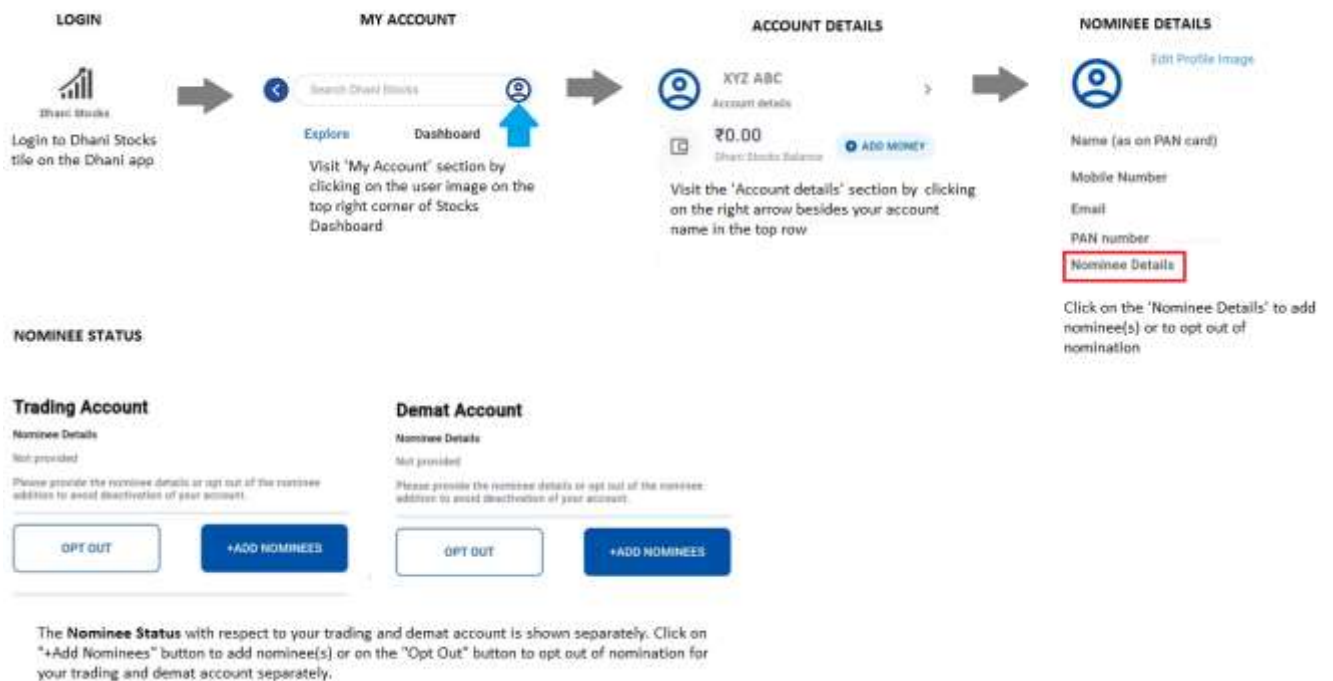 LOGIN
Dhani Stocks
Login to Dhani Stocks
tile on the Dhani app
MY ACCOUNT
Search Dhani Stocks
Explore
Dashboard
Visit 'My Account' section by
clicking on the user image on the
top right corner of Stocks
Dashboard
ACCOUNT DETAILS
XYZ ABC
Account details
₹0.00
Dhani Stocks Balance
ADD MONEY
Visit the 'Account details' section by clicking
on the right arrow besides your account
name in the top row
NOMINEE DETAILS
Edit Profile Image
Name (as on PAN card)
Mobile Number
Email
PAN number
Nominee Details
Click on the 'Nominee Details' to add
nominee(s) or to opt out of
nomination
NOMINEE STATUS
Trading Account
Nominee Details
Not provided
Please provide the nominee details or opt out of the nominee
addition to avoid deactivation of your account.
OPT OUT
+ADD NOMINEES
Demat Account
Nominee Details
Not provided
Please provide the nominee details or opt out of the nominee
addition to avoid deactivation of your account.
OPT OUT
+ADD NOMINEES
The Nominee Status with respect to your trading and demat account is shown separately. Click on
"+Add Nominees" button to add nominee(s) or on the "Opt Out" button to opt out of nomination for
your trading and demat account separately.